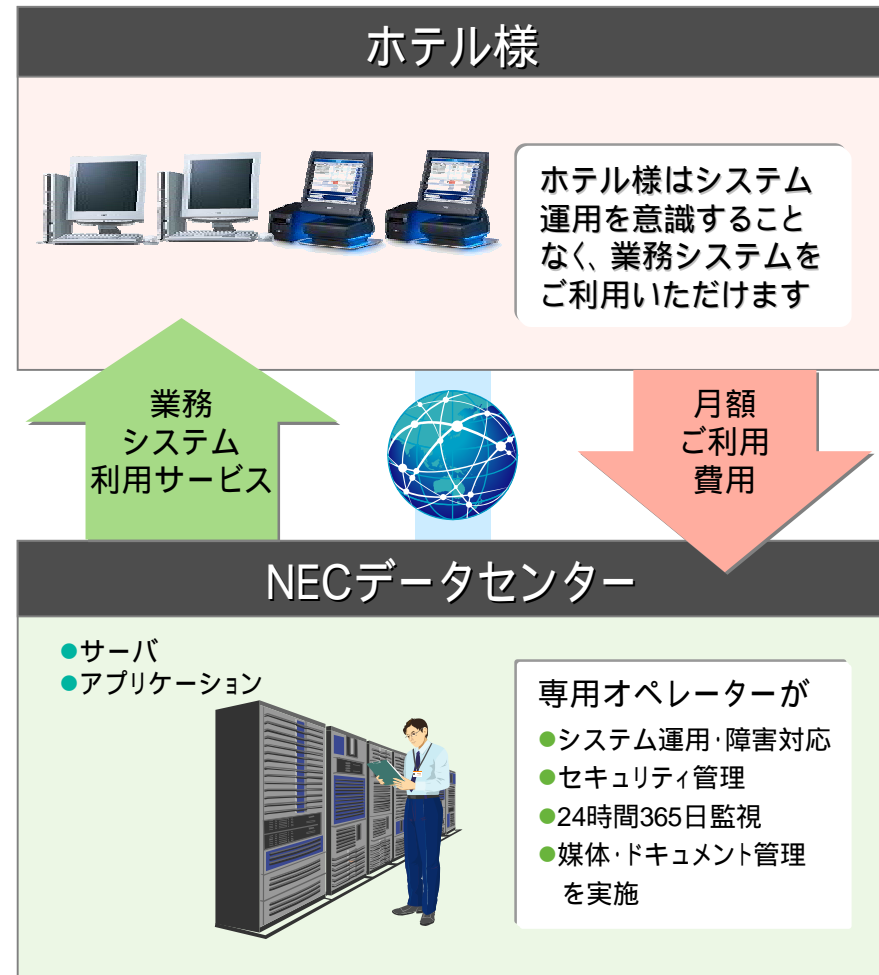 ホテル様
ホテル様はシステム
運用を意識すること
なく、業務システムを
ご利用いただけます
業務
システム
利用サービス
月額
ご利用
費用
NECデータセンター
●サーバ
●アプリケーション
専用オペレーターが
●システム運用・障害対応
●セキュリティ管理
●24時間365日監視
●媒体・ドキュメント管理
を実施